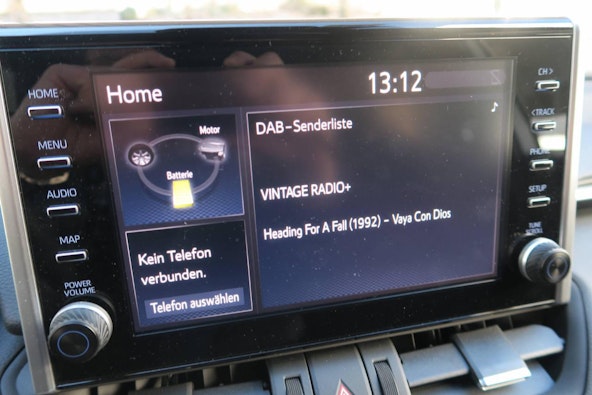 HOME
MENU
AUDIO
MAP
POWER
VOLUME
Home
13:12
Motor
Batterie
Kein Telefon
verbunden.
Telefon auswählen
DAB-Senderliste
VINTAGE RADIO+
Heading For A Fall (1992) - Vaya Con Dios
CH >
< TRACK
PHONE
SETUP
TUNE
SCROLL